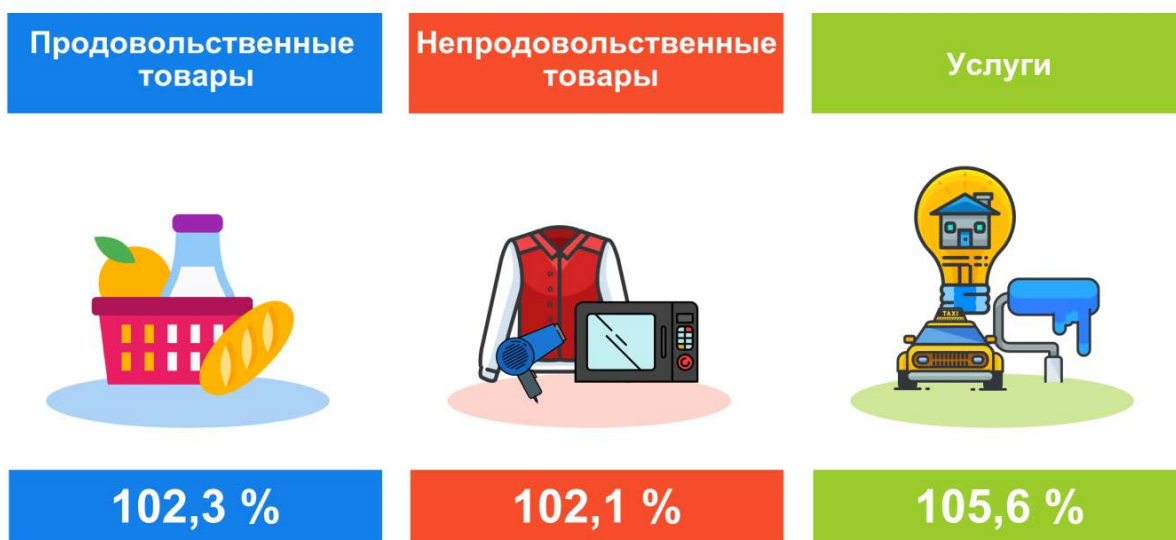 Продовольственные
товары
Непродовольственные
товары
Услуги
TAXI
102,3 %
102,1 %
105,6 %